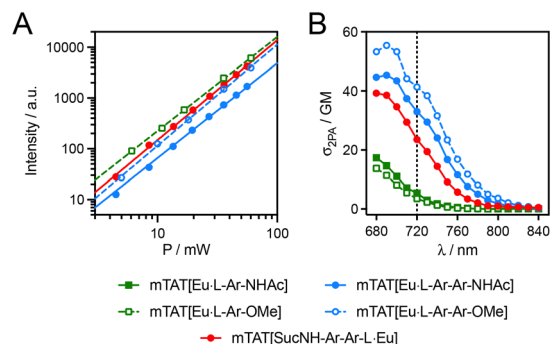 A
B
Intensity / a.u.
10000
1000
100
10
10
100
P / mW
σ2PA / GM
60
40
20
0
680
720
760
800
840
λ / nm
mTAT[Eu·L-Ar-NHAc]
mTAT[Eu·L-Ar-Ar-NHAc]
mTAT[Eu·L-Ar-OMe]
mTAT[Eu·L-Ar-Ar-OMe]
mTAT[SucNH-Ar-Ar-L·Eu]